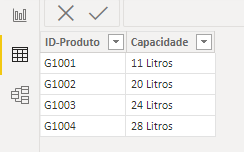 ID-Produto Capacidade
G1001 11 Litros
G1002 20 Litros
G1003 24 Litros
G1004 28 Litros